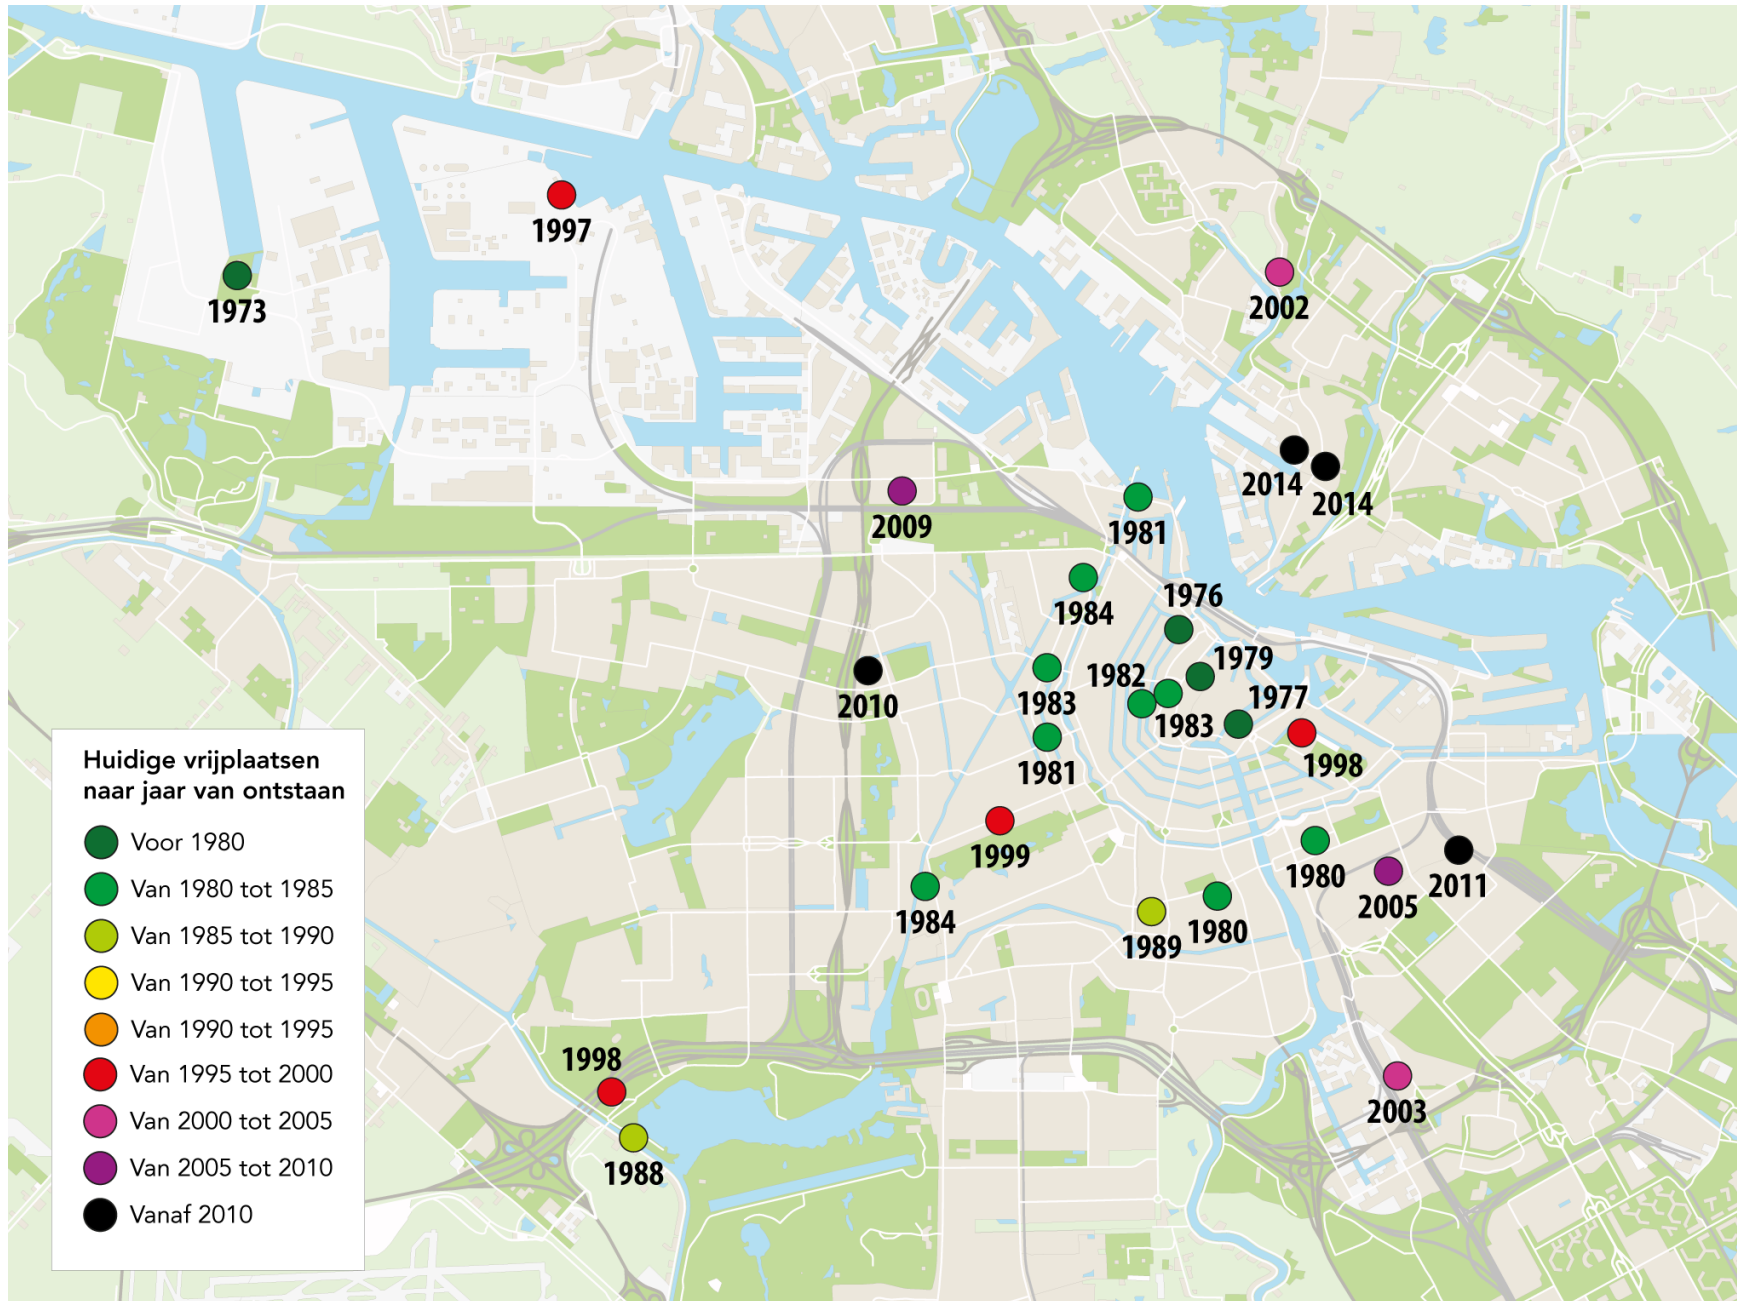 1997
1973
2002
2014
2014
2009
1981
1984
1976
1979
1982
1977
1983
1983
2010
1981
1998
1999
1980
2011
2005
1984
1980
1989
1998
2003
1988
Huidige vrijplaatsen
naar jaar van ontstaan
Voor 1980
Van 1980 tot 1985
Van 1985 tot 1990
Van 1990 tot 1995
Van 1990 tot 1995
Van 1995 tot 2000
Van 2000 tot 2005
Van 2005 tot 2010
Vanaf 2010